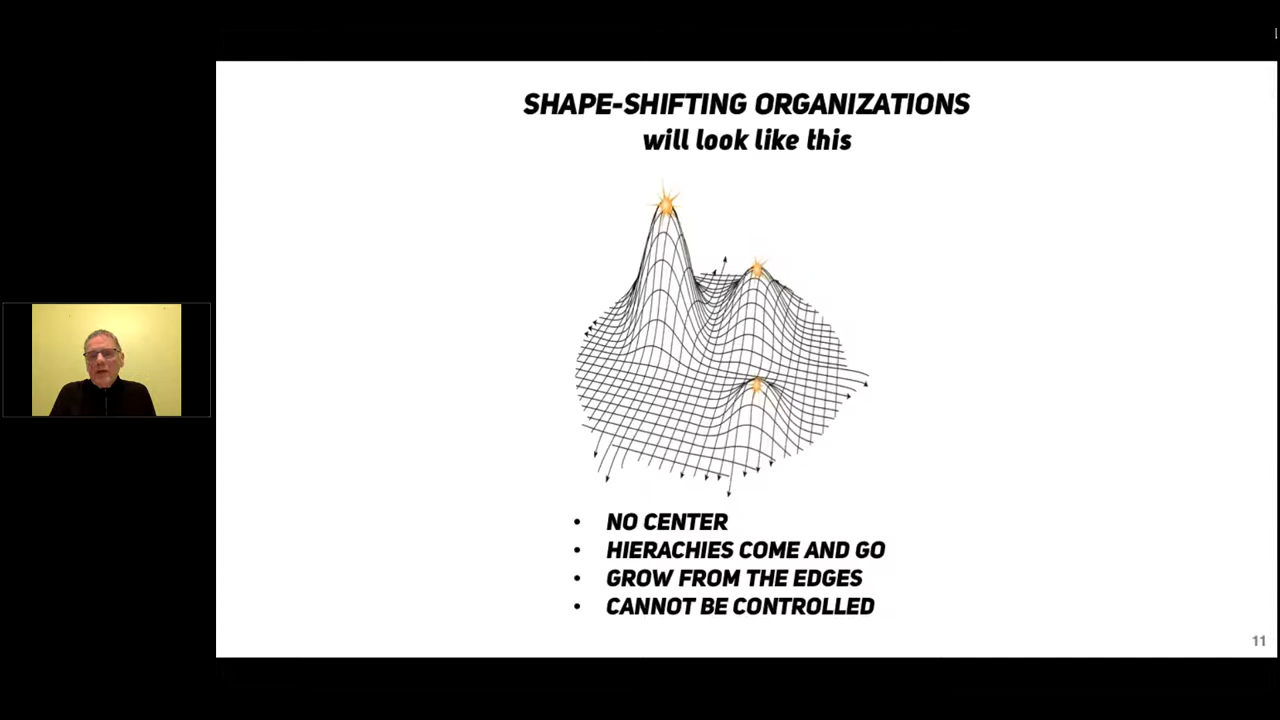 SHAPE-SHIFTING ORGANIZATIONS
will look like this
• NO CENTER
• HIERACHIES COME AND GO
• GROW FROM THE EDGES
• CANNOT BE CONTROLLED
11